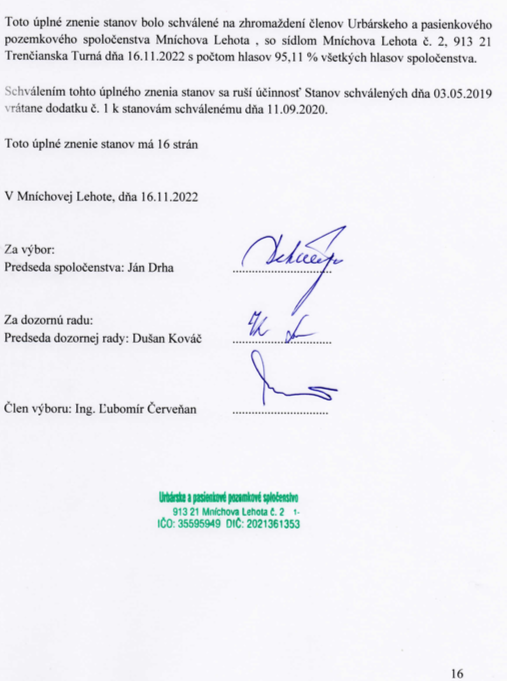 Toto úplné znenie stanov bolo schválené na zhromaždení členov Urbárskeho a pasienkového
pozemkového spoločenstva Mníchova Lehota , so sídlom Mníchova Lehota č. 2, 913 21
Trenčianska Turná dňa 16.11.2022 s počtom hlasov 95,11 % všetkých hlasov spoločenstva.
Schválením tohto úplného znenia stanov sa ruší účinnosť Stanov schválených dňa 03.05.2019
vrátane dodatku č. 1 k stanovám schválenému dňa 11.09.2020.
Toto úplné znenie stanov má 16 strán
V Mníchovej Lehote, dňa 16.11.2022
Za výbor:
Predseda spoločenstva: Ján Drha ..............................
Za dozornú radu:
Predseda dozornej rady: Dušan Kováč ..............................
Člen výboru: Ing. Ľubomír Červeňan ..............................
Urbárska a pasienkové pozemkové spločenstvo
913 21 Mníchova Lehota č. 2 1-
IČO: 35595949 DIČ: 2021361353
16